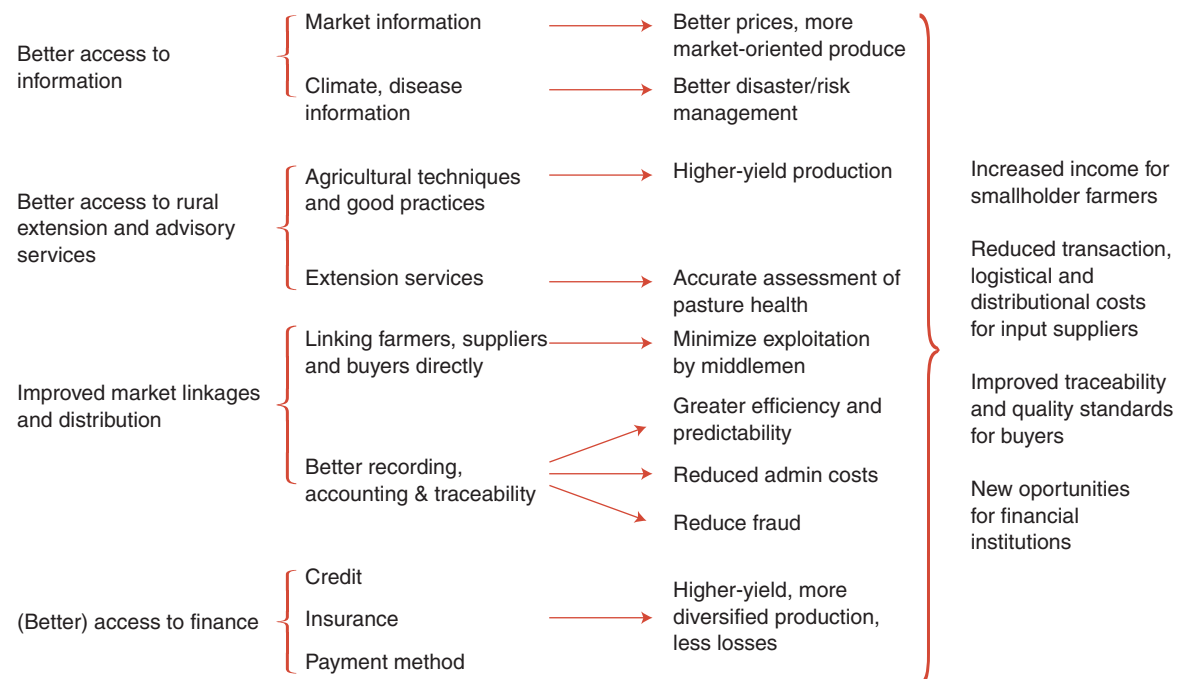 Better access to
information
Market information
Climate, disease
information
Better prices, more
market-oriented produce
Better disaster/risk
management
Better access to rural
extension and advisory
services
Agricultural techniques
and good practices
Extension services
Higher-yield production
Accurate assessment of
pasture health
Improved market linkages
and distribution
Linking farmers, suppliers
and buyers directly
Better recording,
accounting & traceability
Minimize exploitation
by middlemen
Greater efficiency and
predictability
Reduced admin costs
Reduce fraud
(Better) access to finance
Credit
Insurance
Payment method
Higher-yield, more
diversified production,
less losses
Increased income for
smallholder farmers
Reduced transaction,
logistical and
distributional costs
for input suppliers
Improved traceability
and quality standards
for buyers
New oportunities
for financial
institutions